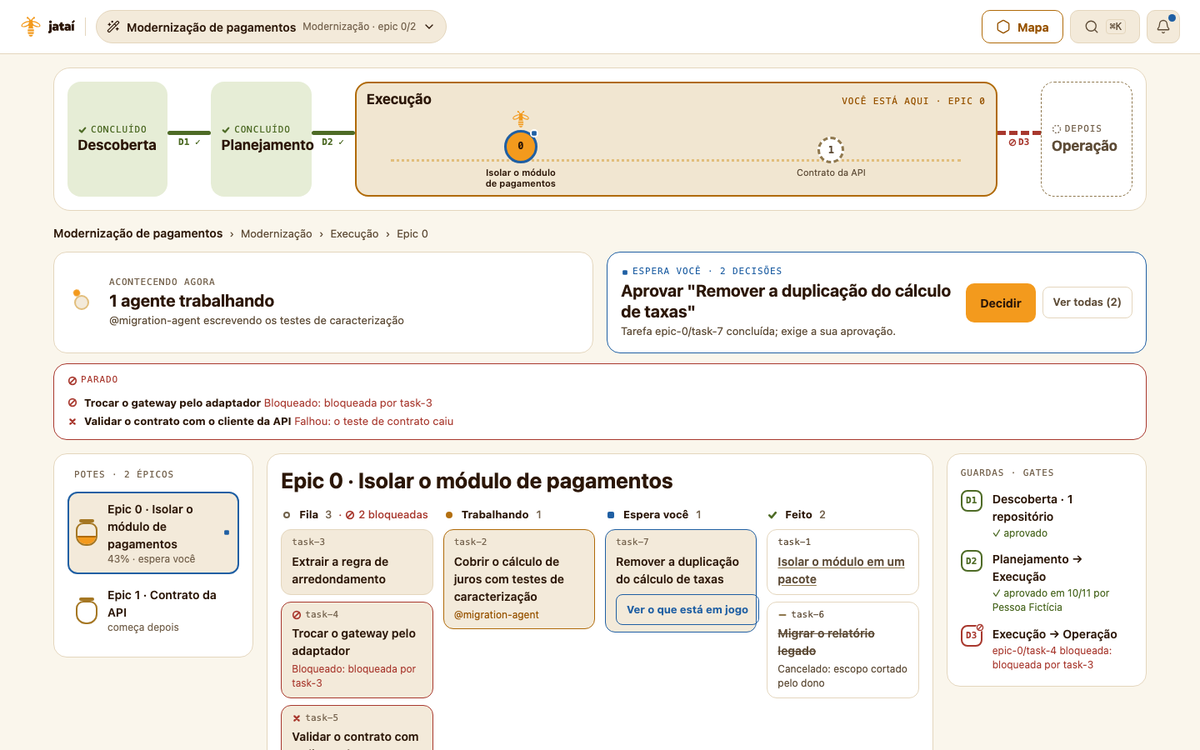 jataí
Modernização de pagamentos Modernização · epic 0/2
Mapa
⌘K
✓ CONCLUÍDO
Descoberta
D1 ✓
✓ CONCLUÍDO
Planejamento
D2 ✓
Execução
VOCÊ ESTÁ AQUI · EPIC 0
0
Isolar o módulo
de pagamentos
1
Contrato da API
D3
DEPOIS
Operação
Modernização de pagamentos › Modernização › Execução › Epic 0
ACONTECENDO AGORA
1 agente trabalhando
@migration-agent escrevendo os testes de caracterização
ESPERA VOCÊ · 2 DECISÕES
Aprovar "Remover a duplicação do cálculo
de taxas"
Tarefa epic-0/task-7 concluída; exige a sua aprovação.
Decidir
Ver todas (2)
PARADO
Trocar o gateway pelo adaptador Bloqueado: bloqueada por task-3
Validar o contrato com o cliente da API Falhou: o teste de contrato caiu
POTES · 2 ÉPICOS
Epic 0 · Isolar o
módulo de
pagamentos
43% · espera você
Epic 1 · Contrato da
API
começa depois
Epic 0 · Isolar o módulo de pagamentos
Fila 3 · 2 bloqueadas
task-3
Extrair a regra de
arredondamento
task-4
Trocar o gateway pelo
adaptador
Bloqueado: bloqueada por
task-3
task-5
Validar o contrato com
Trabalhando 1
task-2
Cobrir o cálculo de
juros com testes de
caracterização
@migration-agent
Espera você 1
task-7
Remover a duplicação
do cálculo de taxas
Ver o que está em jogo
Feito 2
task-1
Isolar o módulo em um
pacote
task-6
Migrar o relatório
legado
Cancelado: escopo cortado
pelo dono
GUARDAS · GATES
D1
Descoberta · 1
repositório
✓ aprovado
D2
Planejamento →
Execução
✓ aprovado em 10/11 por
Pessoa Fictícia
D3
Execução → Operação
epic-0/task-4 bloqueada:
bloqueada por task-3